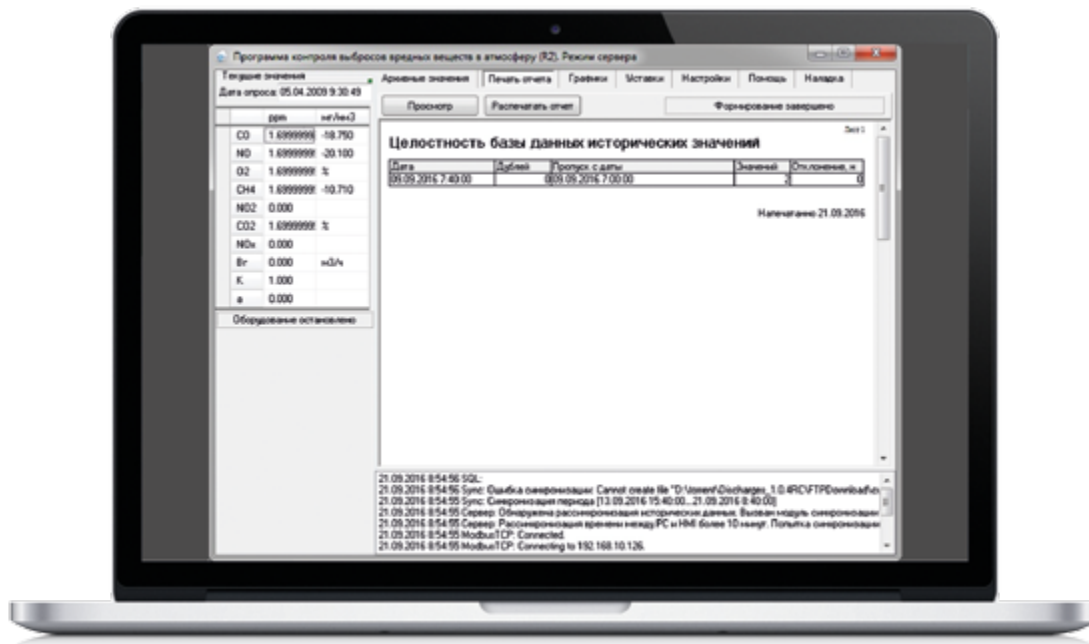 Программа контроля выбросов вредных веществ в атмосферу (R2). Режим сервера
Текущие значения
Дата опроса: 05.04.2009 9:30:49
Архивные значения Печать отчета Графики Уставки Настройки Помощь Наладка
Просмотр Распечатать отчет Формирование завершено
ppm мг/нм3
CO 1.6999999 -18.750
NO 1.6999999 -20.100
O2 1.6999999 %
CH4 1.6999999 -10.710
NO2 0.000
CO2 1.6999999 %
NOx 0.000
Вг 0.000 м3/ч
K 1.000
a 0.000
Оборудование остановлено
Лист 1
Целостность базы данных исторических значений
Дата Дублей Пропуск с даты Значений Отклонение, м
09.09.2016 7:40:00 0 09.09.2016 7:00:00 2 0
Напечатанно 21.09.2016
21.09.2016 8:54:56 SQL:
21.09.2016 8:54:56 Sync: Ошибка синхронизации: Cannot create file "D:\torrent\Discharges_1.0.4RC\FTPDownload\
21.09.2016 8:54:55 Sync: Синхронизация периода [13.09.2016 15:40:00...21.09.2016 8:40:00]
21.09.2016 8:54:55 Сервер: Обнаружена рассинхронизация исторических данных. Вызван модуль синхронизации
21.09.2016 8:54:55 Сервер: Рассинхронизация времени между PC и HMI более 10 минут. Попытка синхронизации
21.09.2016 8:54:55 ModbusTCP: Connected.
21.09.2016 8:54:55 ModbusTCP: Connecting to 192.168.10.126.